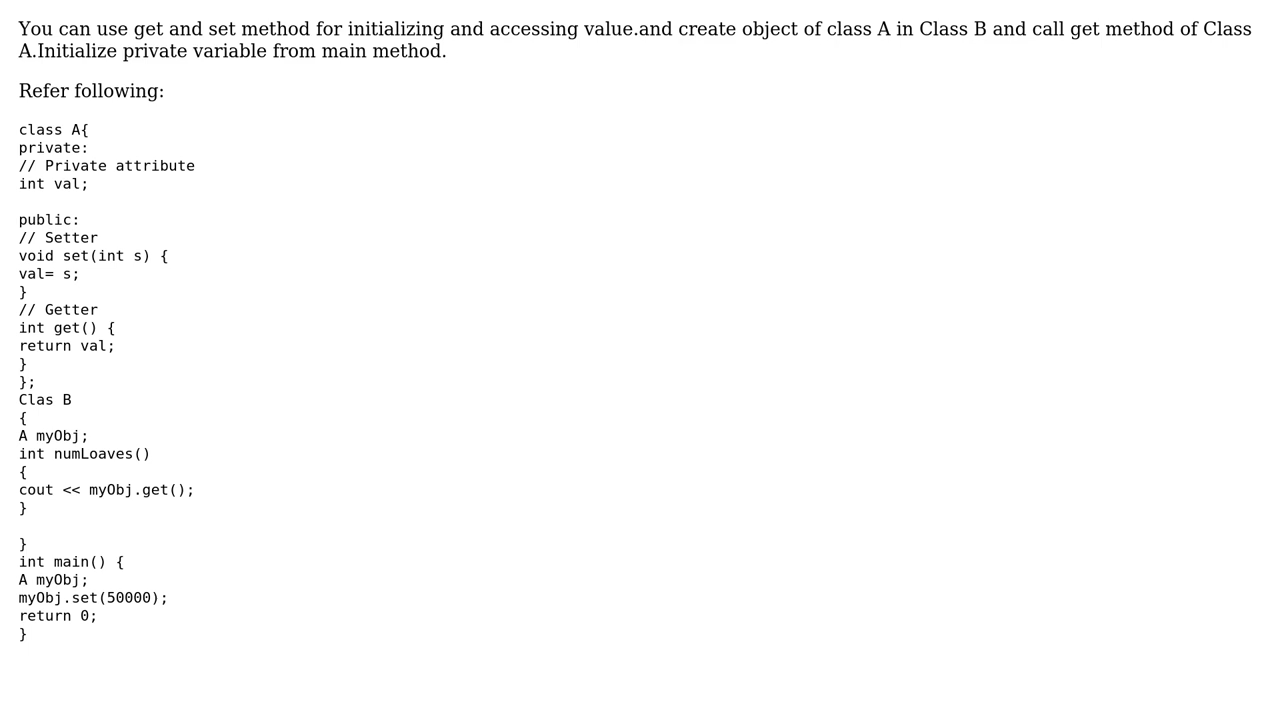 You can use get and set method for initializing and accessing value.and create object of class A in Class B and call get method of Class
A.Initialize private variable from main method.
Refer following:
class A{
private:
// Private attribute
int val;
public:
// Setter
void set(int s) {
val= s;
}
// Getter
int get() {
return val;
}
};
Clas B
{
A myObj;
int numLoaves()
{
cout << myObj.get();
}
}
int main() {
A myObj;
myObj.set(50000);
return 0;
}